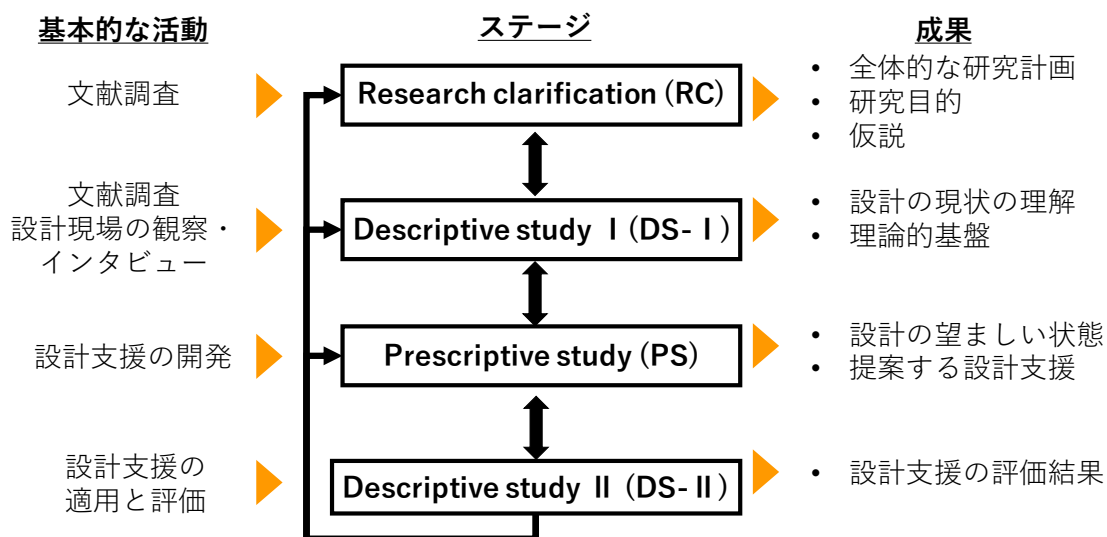 基本的な活動
ステージ
成果
文献調査
Research clarification (RC)
• 全体的な研究計画
• 研究目的
• 仮説
文献調査
設計現場の観察・
インタビュー
Descriptive study Ⅰ (DS-Ⅰ)
• 設計の現状の理解
• 理論的基盤
設計支援の開発
Prescriptive study (PS)
• 設計の望ましい状態
• 提案する設計支援
設計支援の
適用と評価
Descriptive study Ⅱ (DS-Ⅱ)
• 設計支援の評価結果